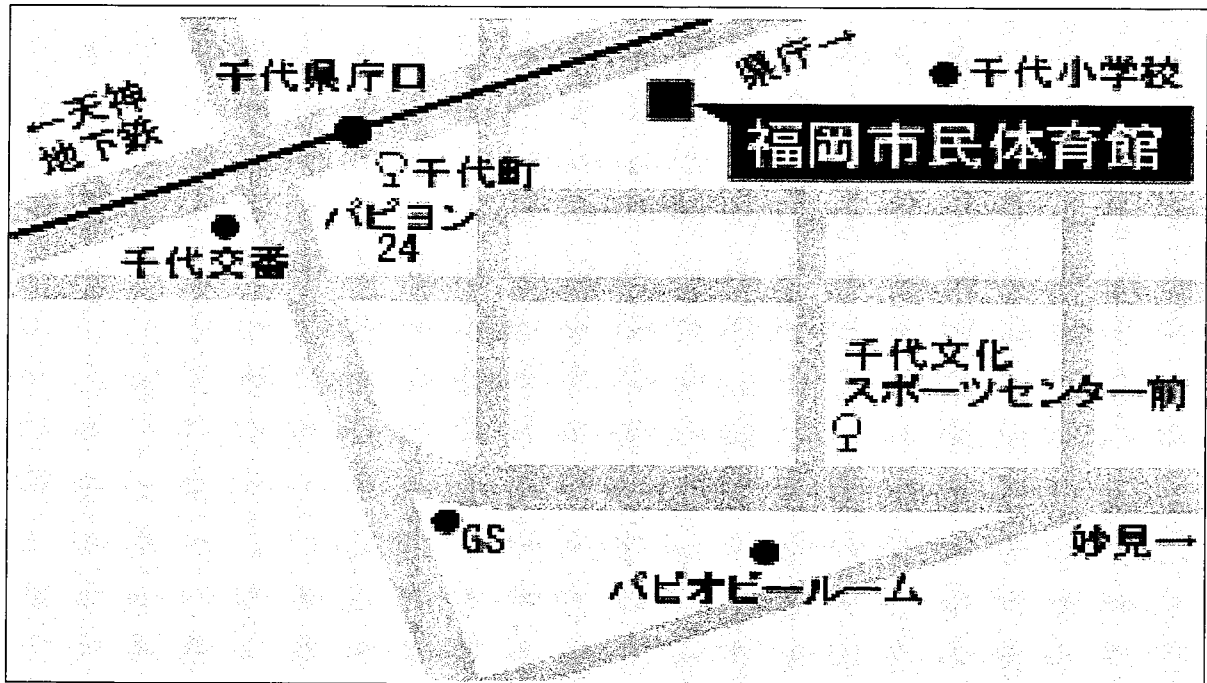 県庁→
千代県庁口
●千代小学校
←天神
地下鉄
福岡市民体育館
千代町
パピヨン
24
千代交番
千代文化
スポーツセンター前
GS
妙見→
パピオビールーム